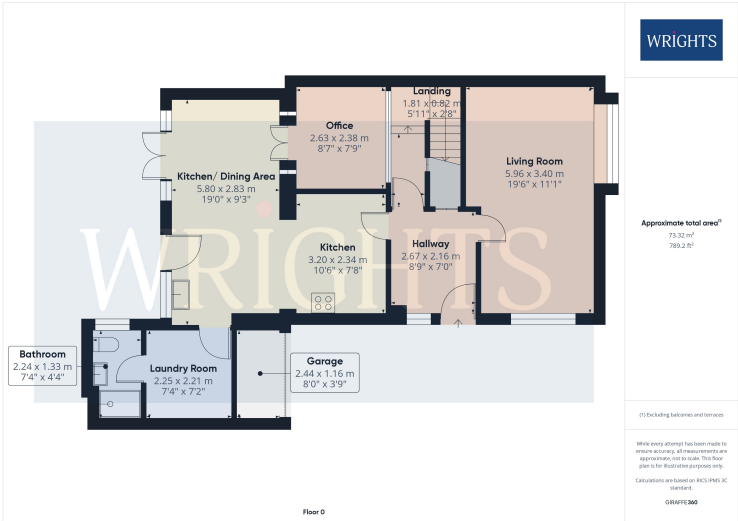 WRIGHTS
Landing
1.81 x 0.82 m
5'11" x 2'8"
Office
2.63 x 2.38 m
8'7" x 7'9"
Living Room
5.96 x 3.40 m
19'6" x 11'1"
Kitchen/ Dining Area
5.80 x 2.83 m
19'0" x 9'3"
Kitchen
3.20 x 2.34 m
10'6" x 7'8"
Hallway
2.67 x 2.16 m
8'9" x 7'0"
WRIGHTS
Bathroom
2.24 x 1.33 m
7'4" x 4'4"
Laundry Room
2.25 x 2.21 m
7'4" x 7'2"
Garage
2.44 x 1.16 m
8'0" x 3'9"
Floor 0
Approximate total area⁽¹⁾
73.32 m²
789.2 ft²
(1) Excluding balconies and terraces
While every attempt has been made to
ensure accuracy, all measurements are
approximate, not to scale. This floor
plan is for illustrative purposes only.
Calculations are based on RICS IPMS 3C
standard.
GIRAFFE360